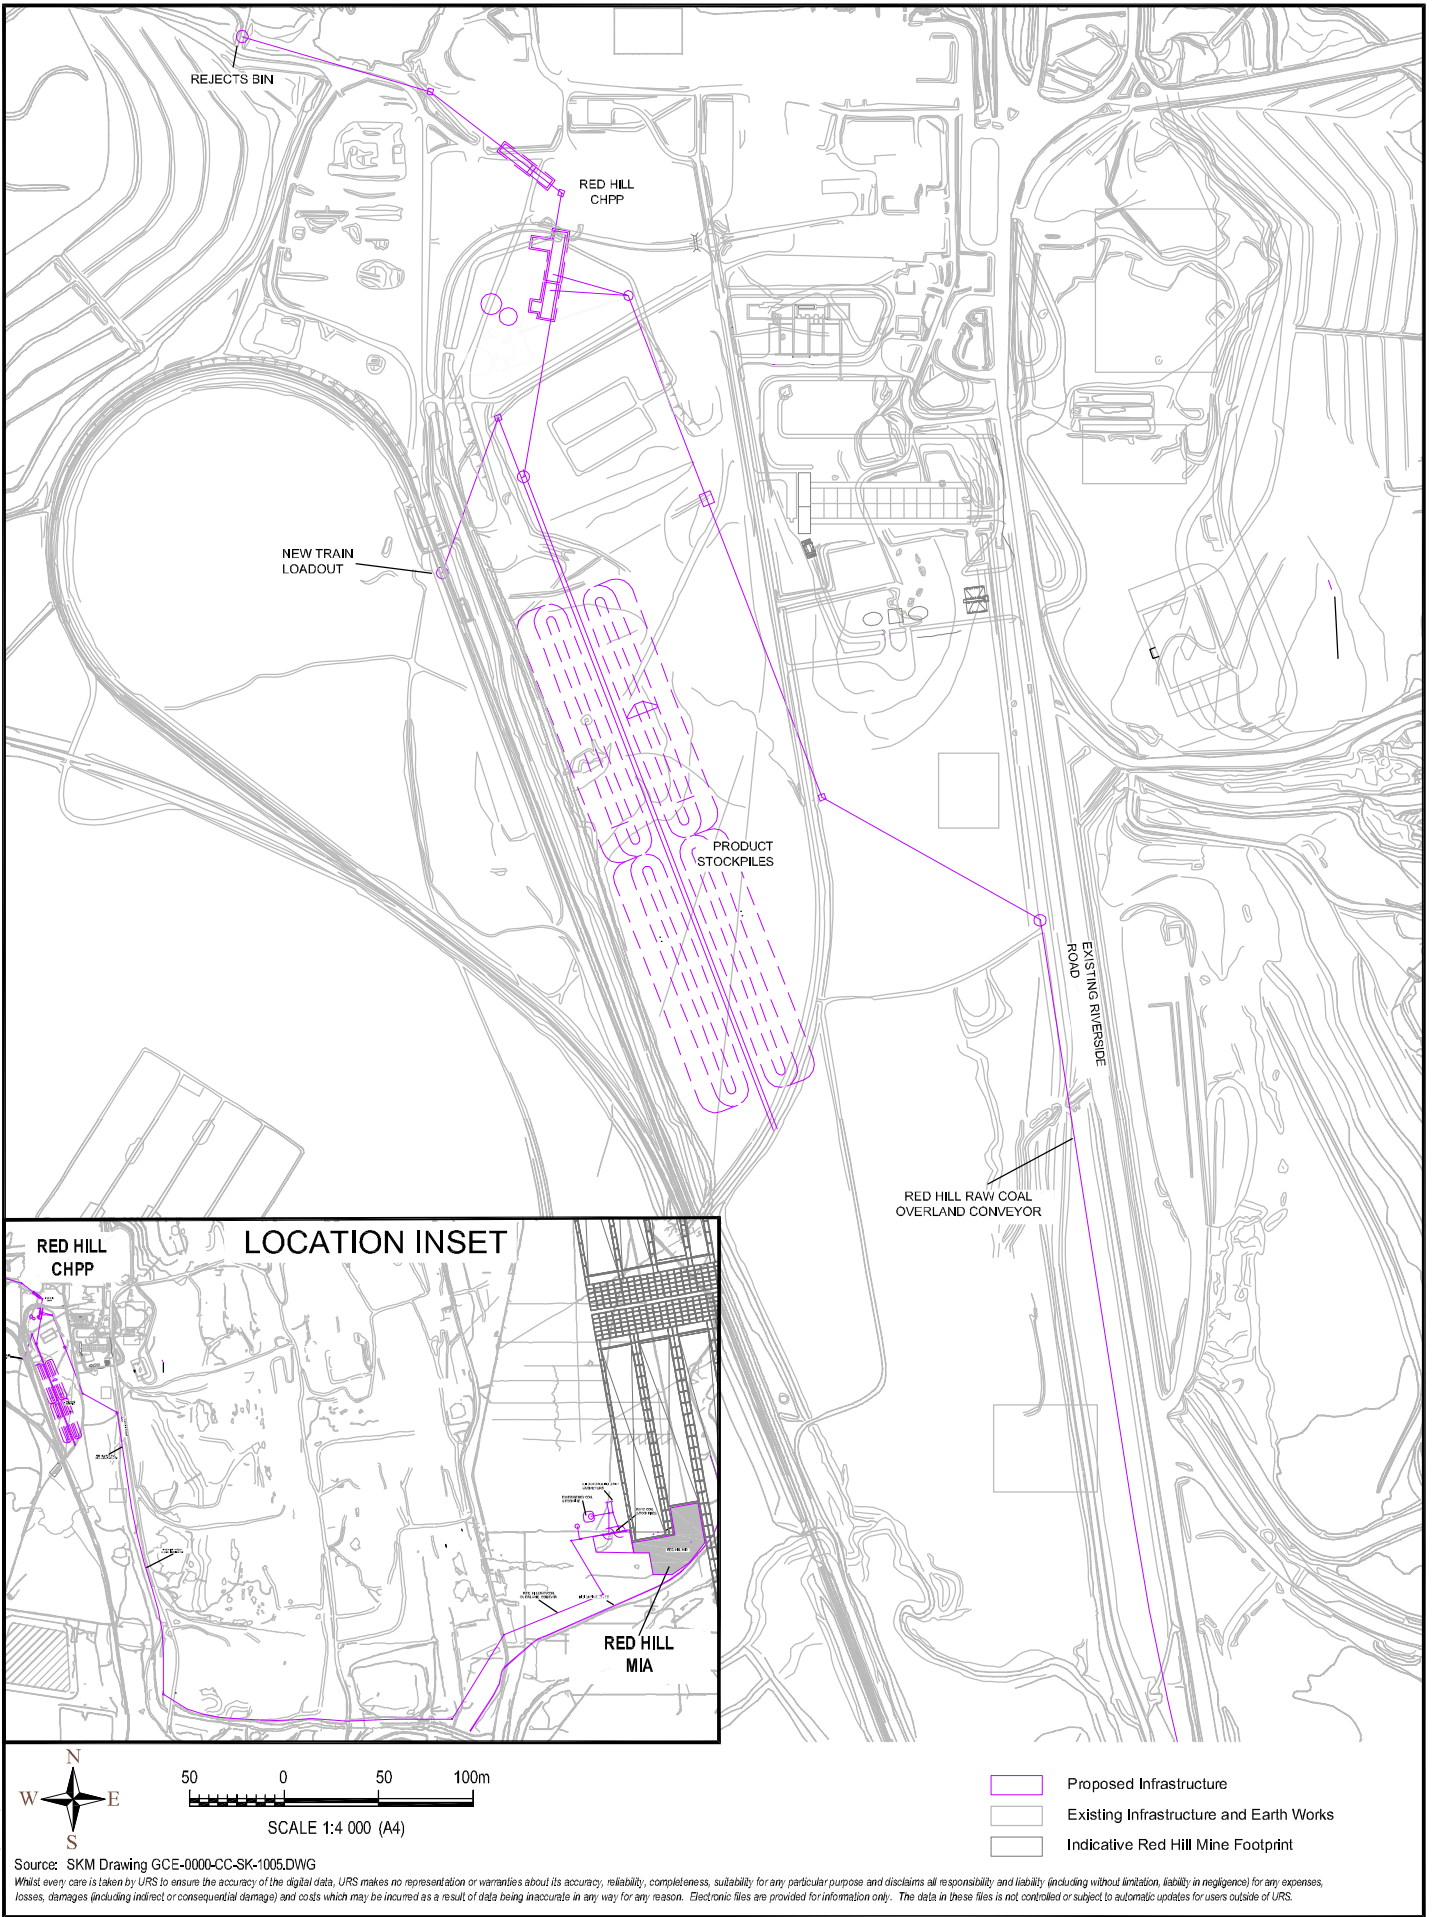 REJECTS BIN
RED HILL
CHPP
NEW TRAIN
LOADOUT
PRODUCT
STOCKPILES
EXISTING RIVERSIDE
ROAD
RED HILL RAW COAL
OVERLAND CONVEYOR
LOCATION INSET
RED HILL
CHPP
RED HILL
MIA
N
W
E
S
50 0 50 100m
SCALE 1:4 000 (A4)
Proposed Infrastructure
Existing Infrastructure and Earth Works
Indicative Red Hill Mine Footprint
Source: SKM Drawing GCE-0000-CC-SK-1005.DWG
Whilst every care is taken by URS to ensure the accuracy of the digital data, URS makes no representation or warranties about its accuracy, reliability, completeness, suitability for any particular purpose and disclaims all responsibility and liability (including without limitation, liability in negligence) for any expenses,
losses, damages (including indirect or consequential damage) and costs which may be incurred as a result of data being inaccurate in any way for any reason. Electronic files are provided for information only. The data in these files is not controlled or subject to automatic updates for users outside of URS.